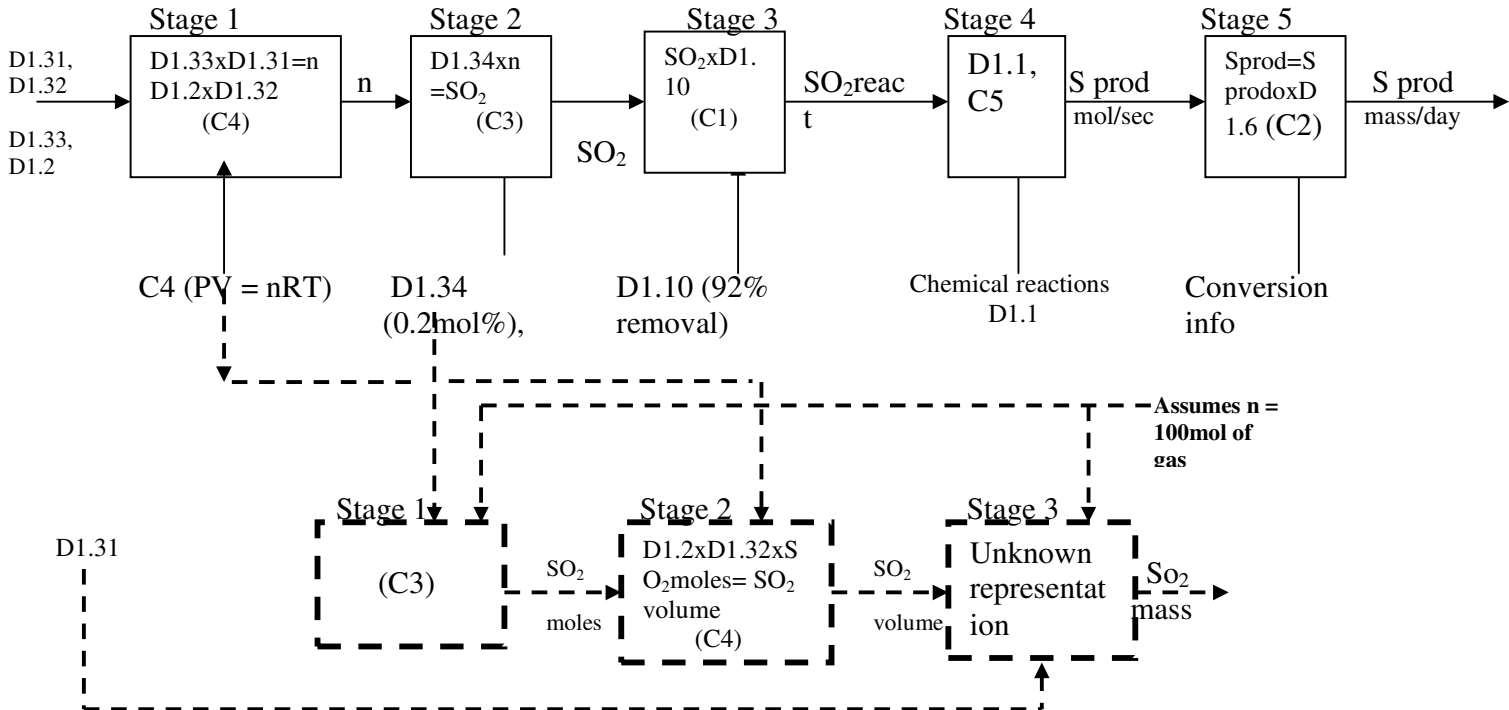 Stage 1
Stage 2
Stage 3
Stage 4
Stage 5
D1.31,
D1.32
D1.33,
D1.2
D1.33xD1.31=n
D1.2xD1.32
(C4)
n
D1.34xn
=SO₂
(C3)
SO₂
SO₂xD1.
10
(C1)
SO₂reac
t
D1.1,
C5
S prod
mol/sec
Sprod=S
prodoxD
1.6 (C2)
S prod
mass/day
C4 (PV = nRT)
D1.34
(0.2mol%),
D1.10 (92%
removal)
Chemical reactions
D1.1
Conversion
info
Assumes n =
100mol of
gas
Stage 1
Stage 2
Stage 3
D1.31
(C3)
SO₂
moles
D1.2xD1.32xS
O₂moles= SO₂
volume
(C4)
SO₂
volume
Unknown
representat
ion
So₂
mass